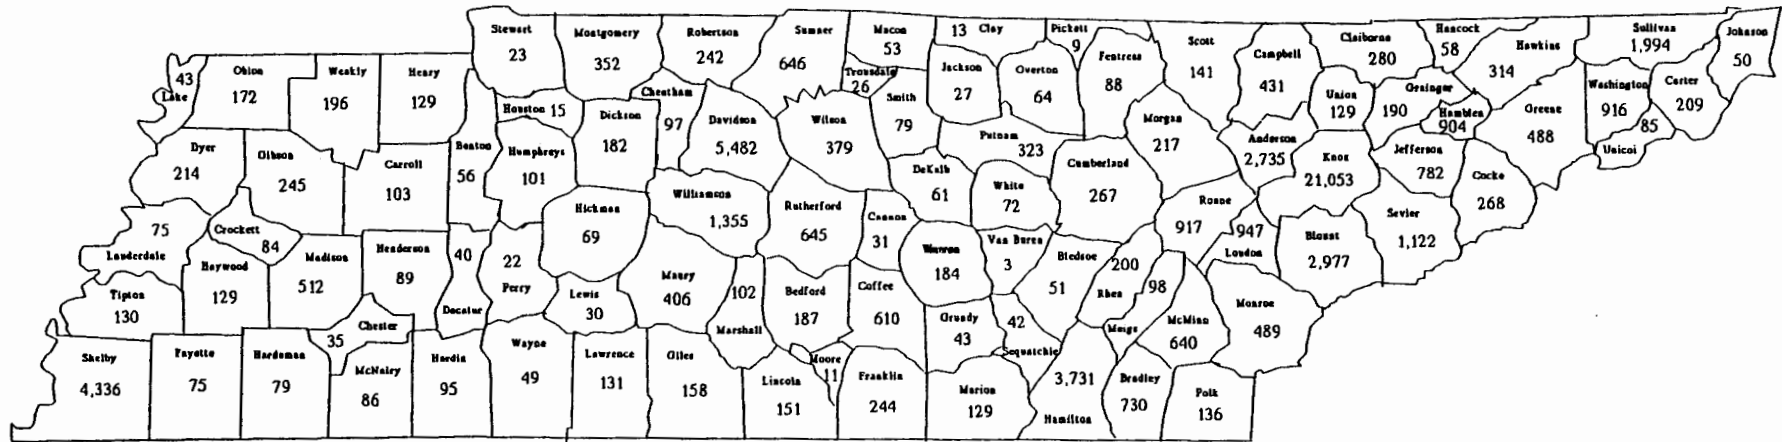 Stewart
23
Montgomery
352
Robertson
242
Sumner
646
Macon
53
Trousdale
26
13 Clay
Pickett
9
Fentress
88
Scott
141
Campbell
431
Claiborne
280
Hancock
58
Hawkins
314
Sullivan
1,994
Johnson
50
43
Lake
Obion
172
Weakly
196
Henry
129
Houston 15
Dickson
182
Cheatham
97
Davidson
5,482
Wilson
379
Smith
79
Jackson
27
Overton
64
Putnam
323
Morgan
217
Anderson
2,735
Union
129
Grainger
190
Hamblen
904
Greene
488
Washington
916
Carter
209
85
Unicoi
Dyer
214
Gibson
245
Carroll
103
Benton
56
Humphreys
101
Hickman
69
Williamson
1,355
Rutherford
645
Cannon
31
DeKalb
61
White
72
Cumberland
267
Roane
917
Knox
21,053
Jefferson
782
Cocke
268
75
Lauderdale
Crockett
84
Haywood
129
Madison
512
Henderson
89
40
Decatur
22
Perry
Lewis
30
Maury
406
102
Marshall
Bedford
187
Coffee
610
Warren
184
Van Buren
3
Bledsoe
51
200
Rhea
98
Meigs
947
Loudon
Blount
2,977
Sevier
1,122
Tipton
130
Shelby
4,336
Fayette
75
Hardeman
79
35
Chester
McNairy
86
Hardin
95
Wayne
49
Lawrence
131
Giles
158
Lincoln
151
Moore
11
Franklin
244
Grundy
43
42
Sequatchie
Marion
129
3,731
Hamilton
Bradley
730
McMinn
640
Monroe
489
Polk
136